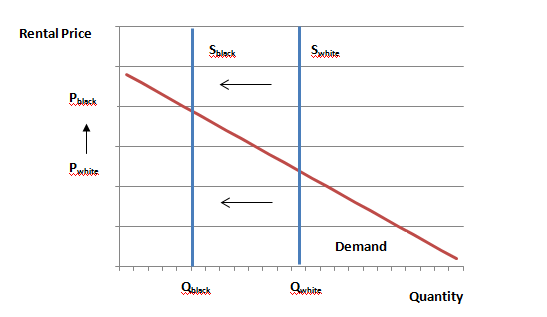 Rental Price
Sblack
Swhite
Pblack
Pwhite
Demand
Qblack
Qwhite
Quantity